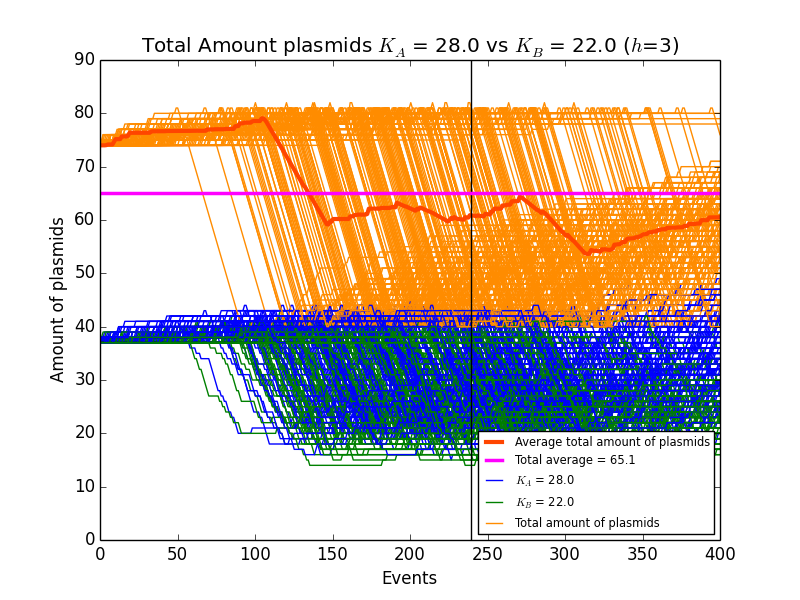 Total Amount plasmids K_A = 28.0 vs K_B = 22.0 (h=3)
90
80
70
60
50
40
30
20
10
0
Amount of plasmids
0 50 100 150 200 250 300 350 400
Events
Average total amount of plasmids
Total average = 65.1
K_A = 28.0
K_B = 22.0
Total amount of plasmids